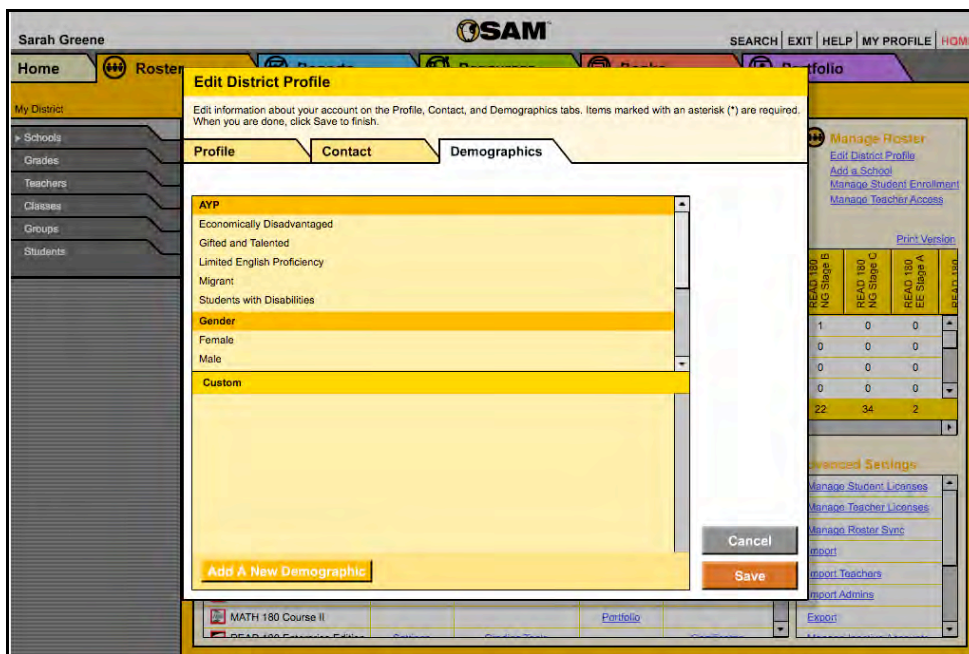 Sarah Greene
SAM
SEARCH EXIT HELP MY PROFILE HOM
Home
Roster
Edit District Profile
Edit information about your account on the Profile, Contact, and Demographics tabs. Items marked with an asterisk (*) are required.
When you are done, click Save to finish.
Profile
Contact
Demographics
My District
Schools
Grades
Teachers
Classes
Groups
Students
AYP
Economically Disadvantaged
Gifted and Talented
Limited English Proficiency
Migrant
Students with Disabilities
Gender
Female
Male
Custom
Add A New Demographic
Cancel
Save
Manage Roster
Edit District Profile
Add a School
Manage Student Enrollment
Manage Teacher Access
Print Version
READ 180
NG Stage B
READ 180
NG Stage C
READ 180
EE Stage A
READ 180
1 0 0
0 0 0
0 0 0
0 0 0
22 34 2
Settings
Manage Student Licenses
Manage Teacher Licenses
Manage Roster Sync
mport
mport Teachers
mport Admins
Export
MATH 180 Course II
Portfolio